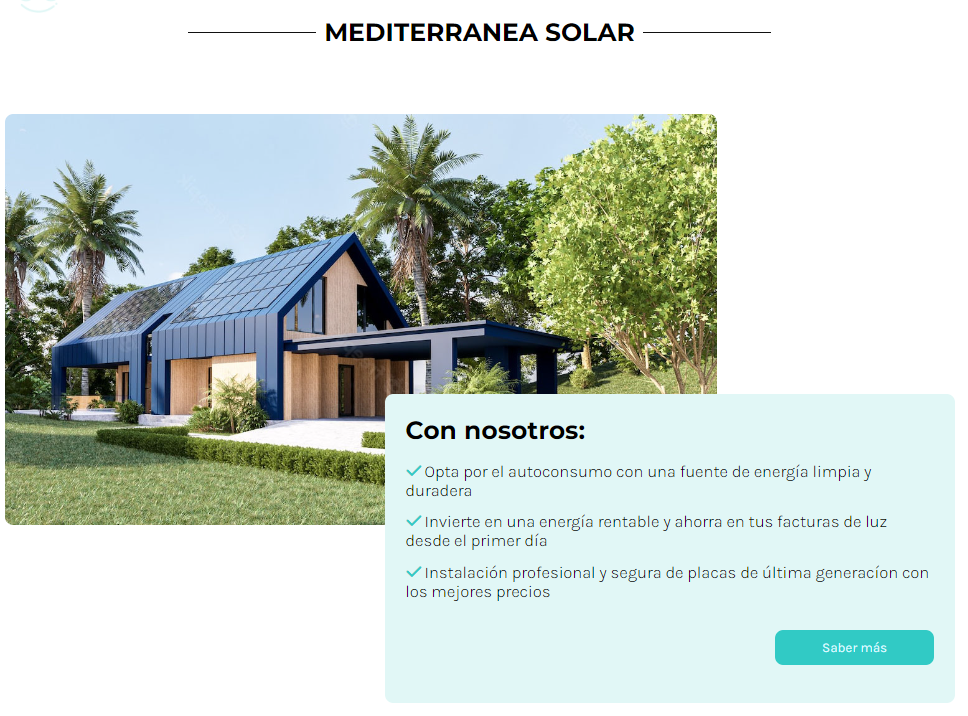 MEDITERRANEA SOLAR
Con nosotros:
Opta por el autoconsumo con una fuente de energía limpia y
duradera
Invierte en una energía rentable y ahorra en tus facturas de luz
desde el primer día
Instalación profesional y segura de placas de última generacíon con
los mejores precios
Saber más